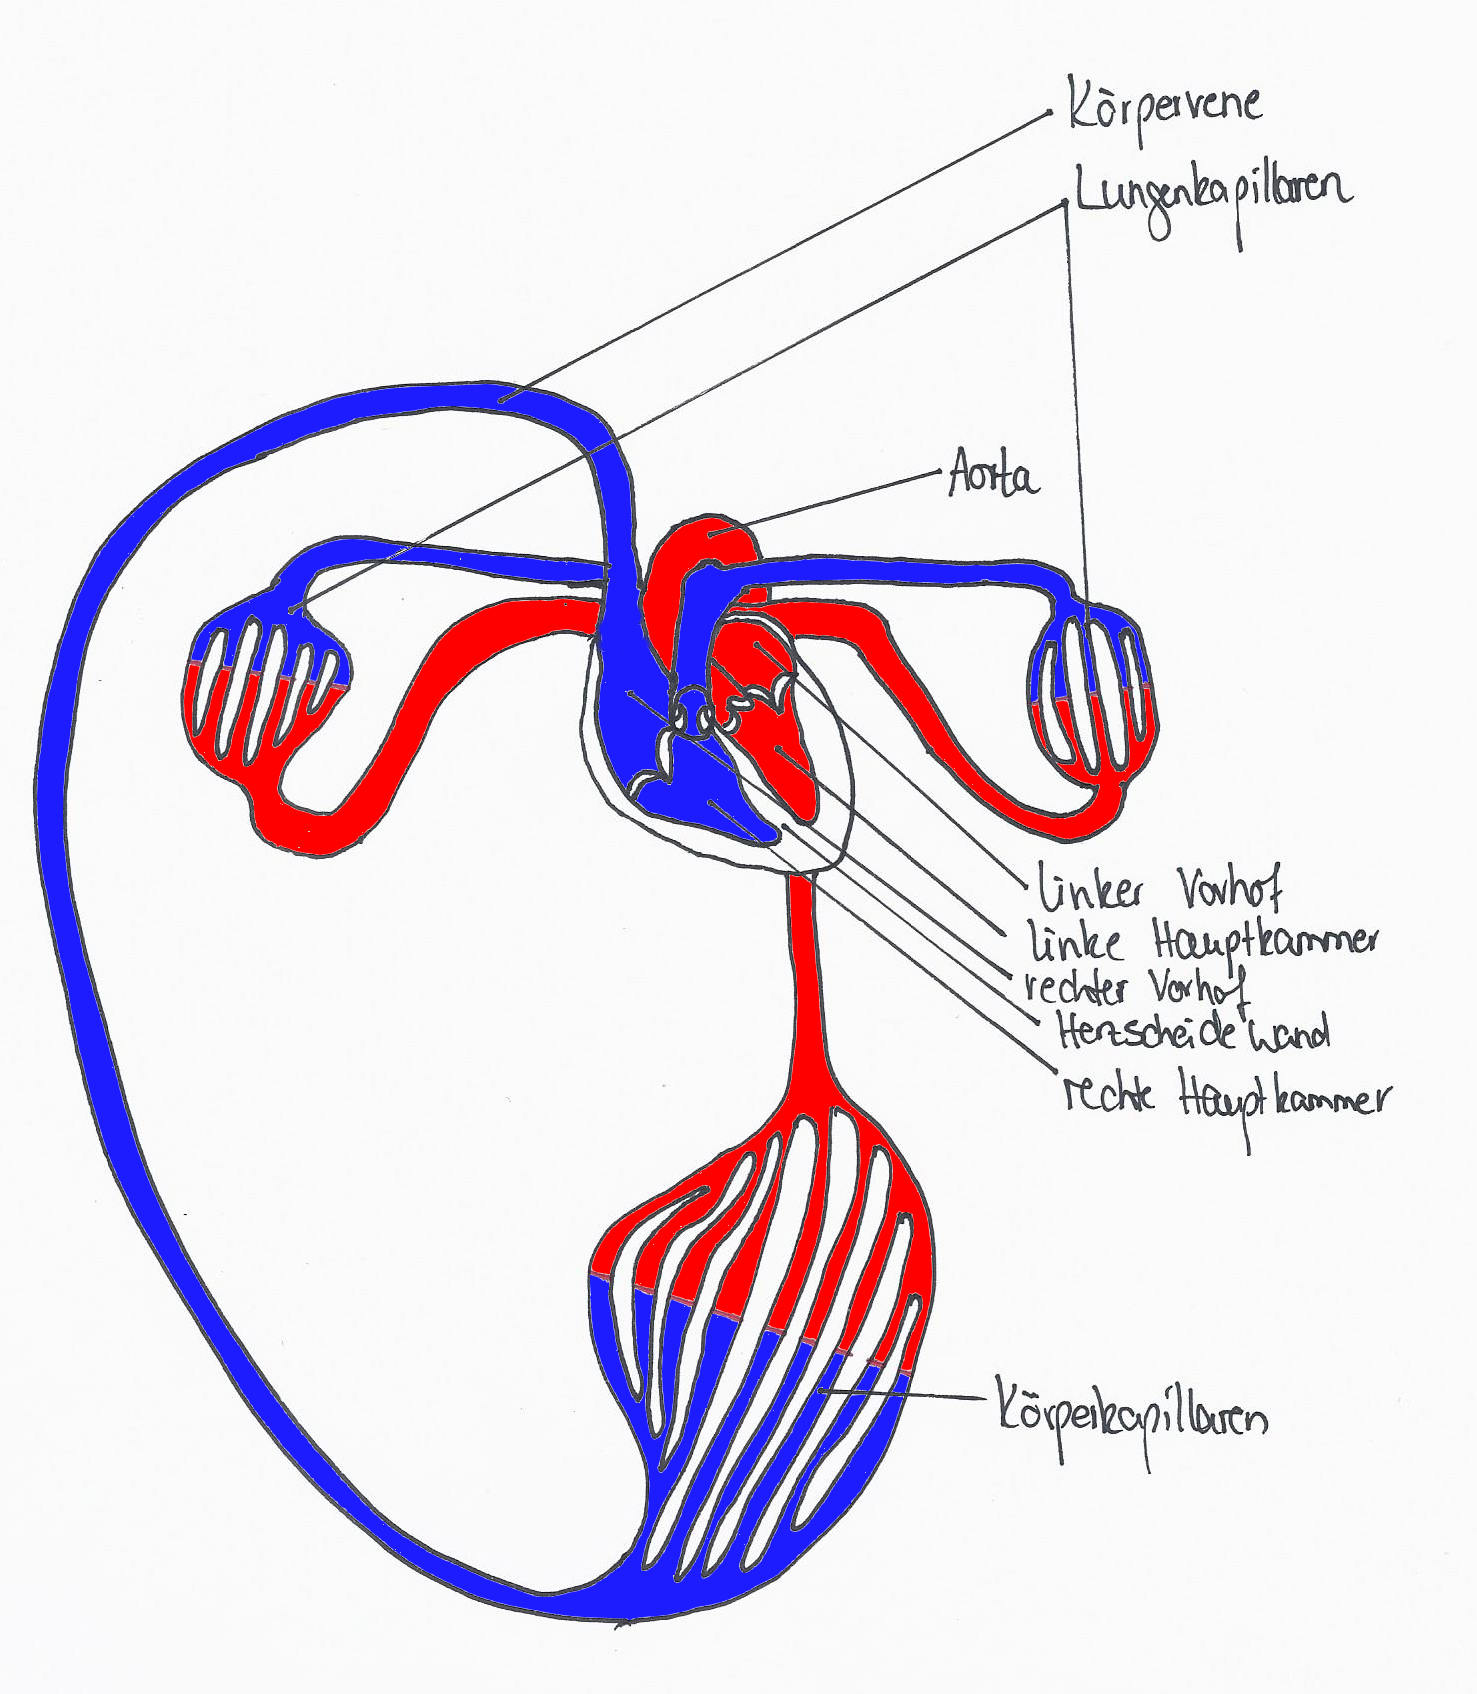 Körpervene
Lungenkapillaren
Aorta
linker Vorhof
linke Hauptkammer
rechter Vorhof
Herzscheidewand
rechte Hauptkammer
Körperkapillaren